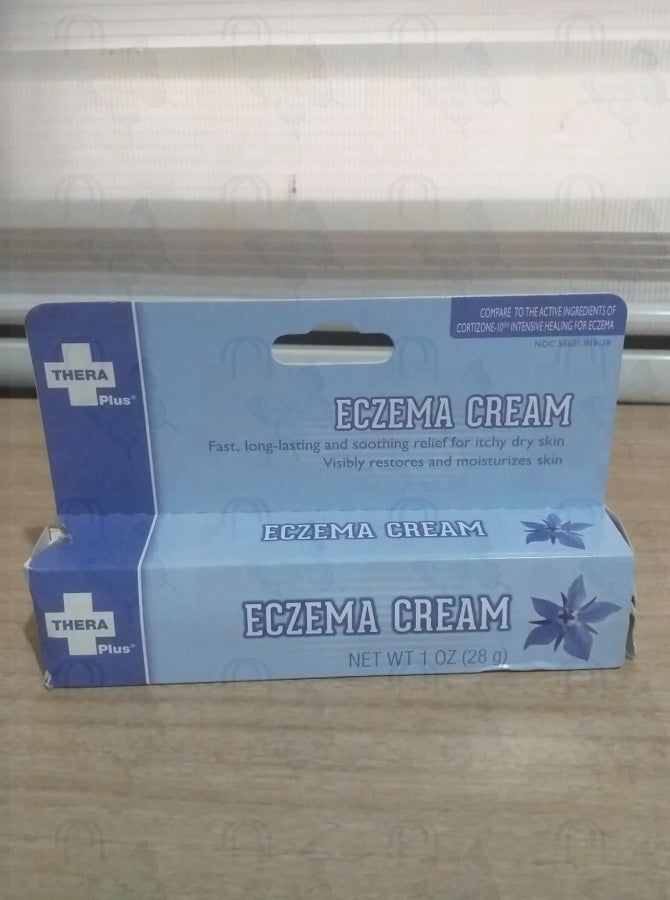 COMPARE TO THE ACTIVE INGREDIENTS OF
CORTIZONE-10™ INTENSIVE HEALING FOR ECZEMA
NDC
THERA
Plus®
ECZEMA CREAM
Fast, long-lasting and soothing relief for itchy dry skin
Visibly restores and moisturizes skin
ECZEMA CREAM
THERA
Plus®
ECZEMA CREAM
NET WT 1 OZ (28 g)